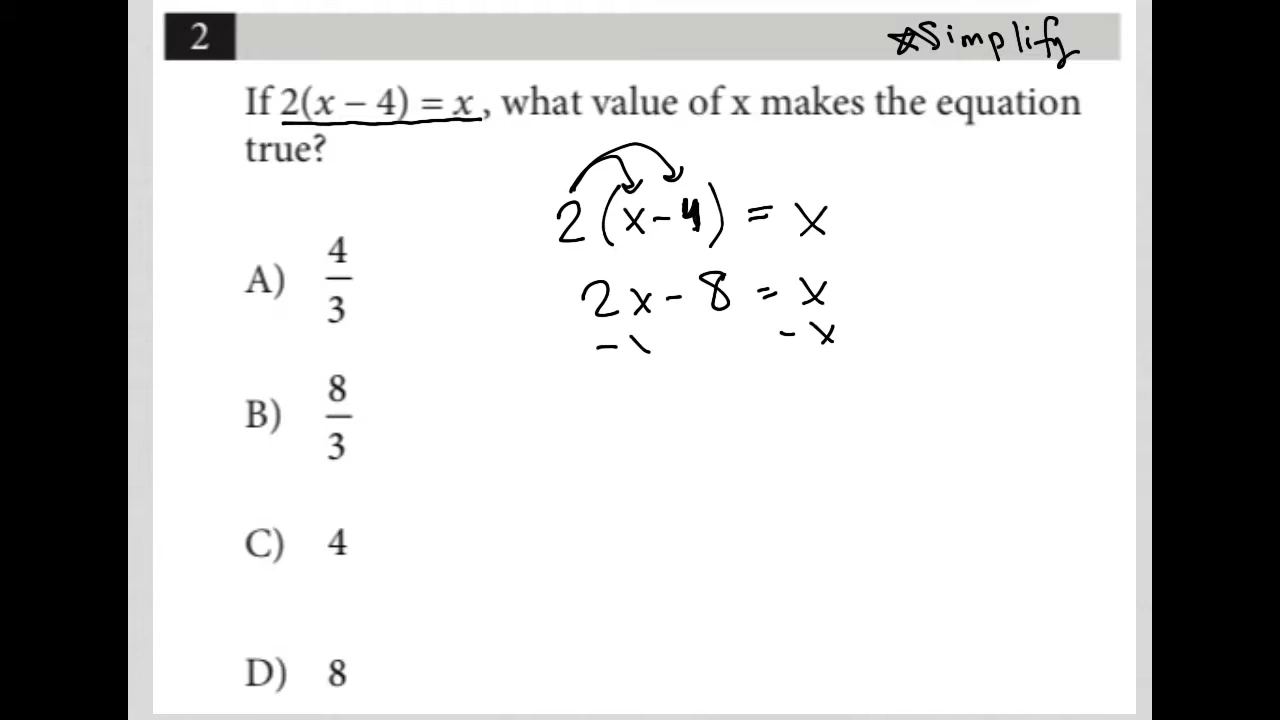 2
☆Simplify
If 2(x – 4) = x, what value of x makes the equation
true?
2(x-4) = x
2x - 8 = x
- x
A) 4/3
B) 8/3
C) 4
D) 8